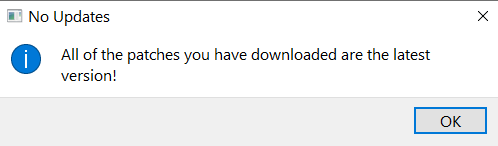 No Updates
All of the patches you have downloaded are the latest
version!
OK